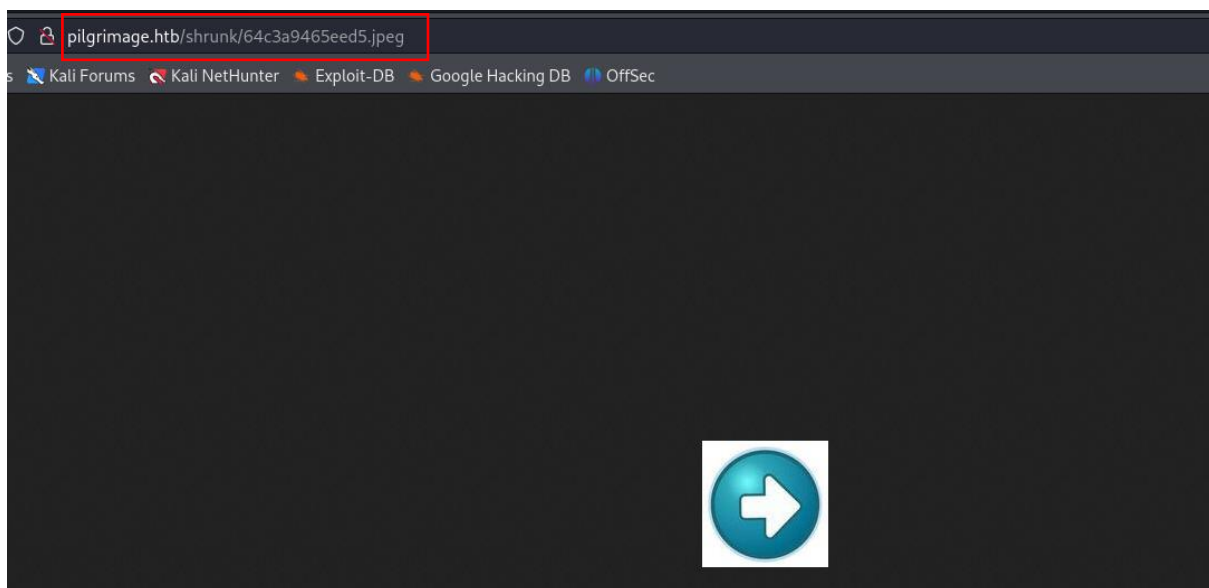 pilgrimage.htb/shrunk/64c3a9465eed5.jpeg
s Kali Forums Kali NetHunter Exploit-DB Google Hacking DB OffSec